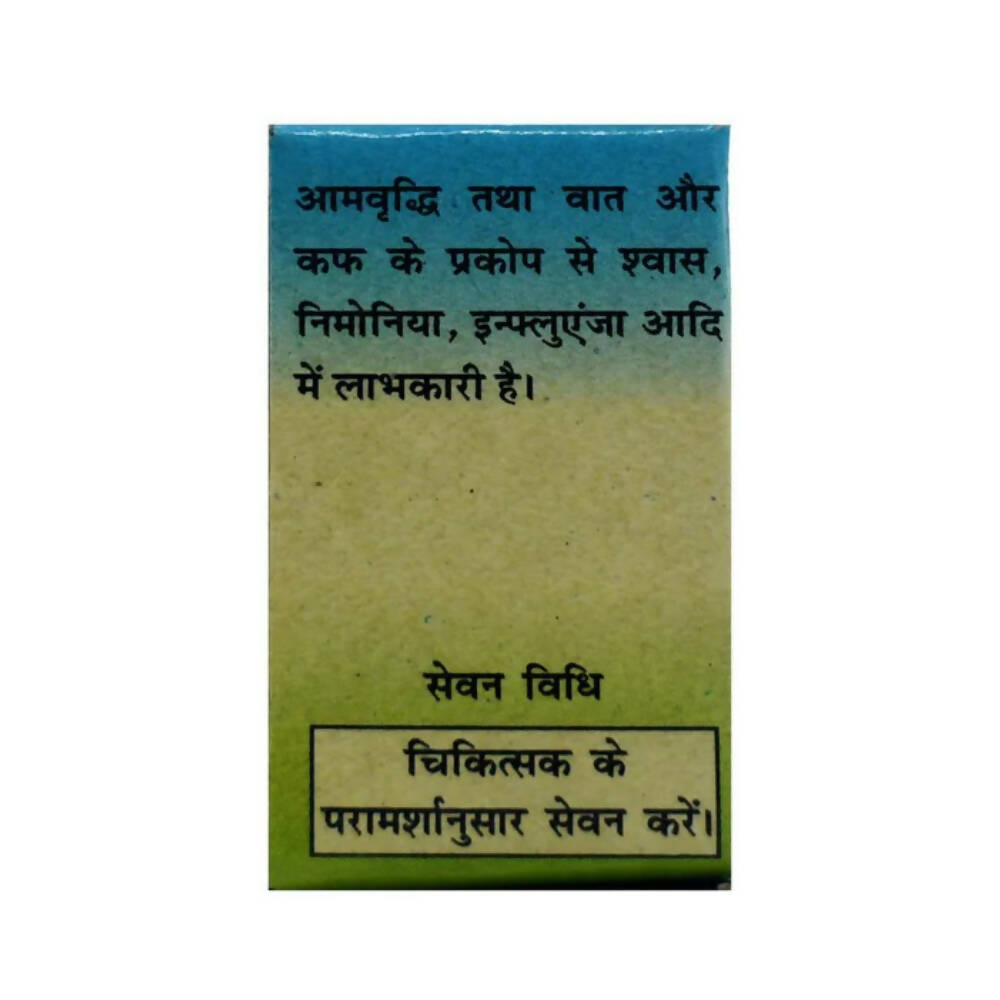 आमवृद्धि तथा वात और
कफ के प्रकोप से श्वास,
निमोनिया, इन्फ्लुएंजा आदि
में लाभकारी है।
सेवन विधि
चिकित्सक के
परामर्शानुसार सेवन करें।